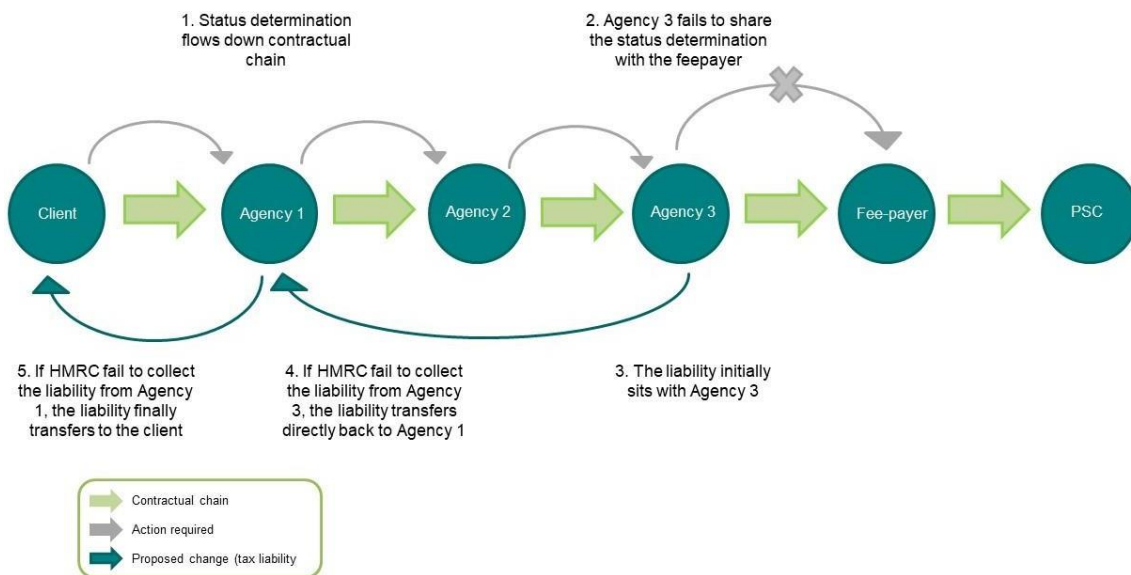 1. Status determination
flows down contractual
chain
2. Agency 3 fails to share
the status determination
with the feepayer
Client
Agency 1
Agency 2
Agency 3
Fee-payer
PSC
5. If HMRC fail to collect
the liability from Agency
1, the liability finally
transfers to the client
4. If HMRC fail to collect
the liability from Agency
3, the liability transfers
directly back to Agency 1
3. The liability initially
sits with Agency 3
Contractual chain
Action required
Proposed change (tax liability